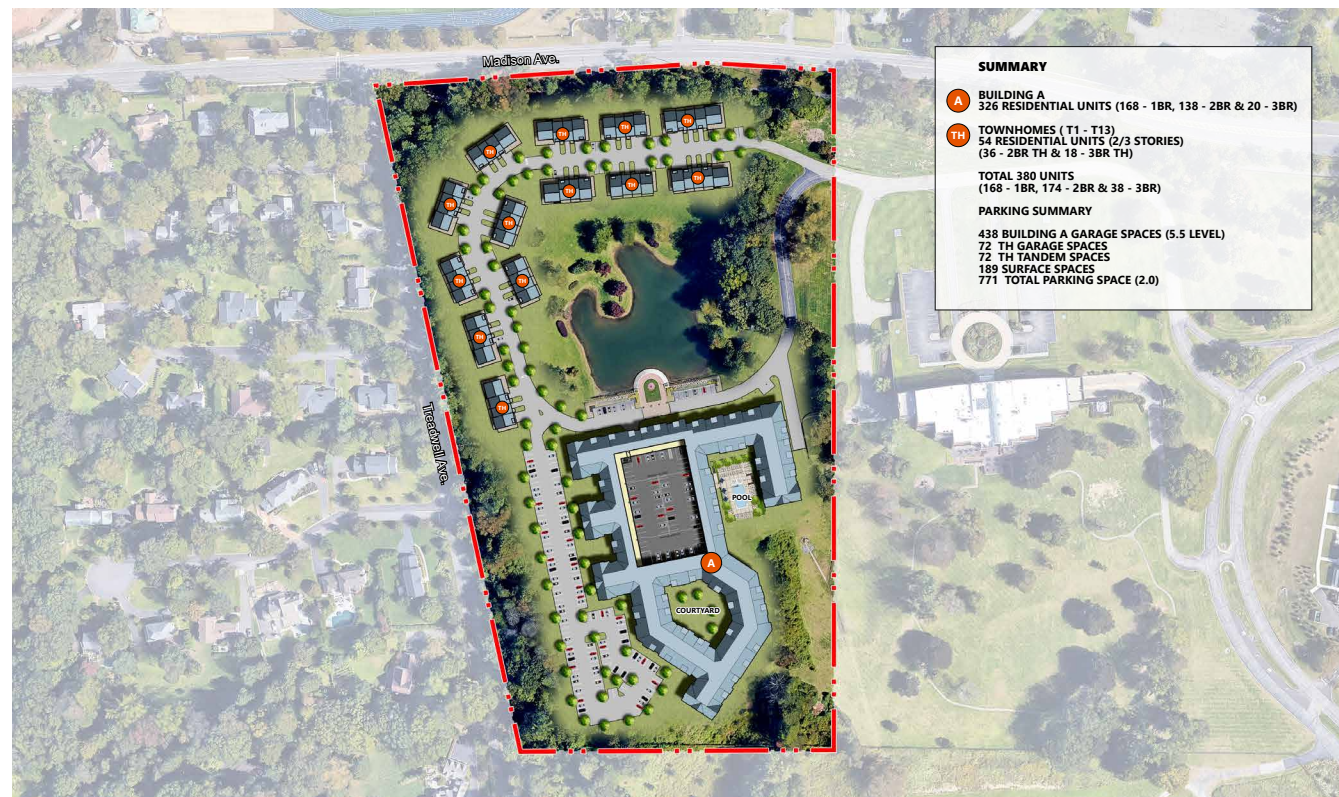 Madison Ave.
SUMMARY
A
BUILDING A
326 RESIDENTIAL UNITS (168 - 1BR, 138 - 2BR & 20 - 3BR)
TH
TOWNHOMES ( T1 - T13)
54 RESIDENTIAL UNITS (2/3 STORIES)
(36 - 2BR TH & 18 - 3BR TH)
TOTAL 380 UNITS
(168 - 1BR, 174 - 2BR & 38 - 3BR)
PARKING SUMMARY
438 BUILDING A GARAGE SPACES (5.5 LEVEL)
72 TH GARAGE SPACES
72 TH TANDEM SPACES
189 SURFACE SPACES
771 TOTAL PARKING SPACE (2.0)
TH
TH
TH
TH
TH
TH
TH
TH
TH
TH
TH
TH
TH
Treadwell Ave.
POOL
A
COURTYARD